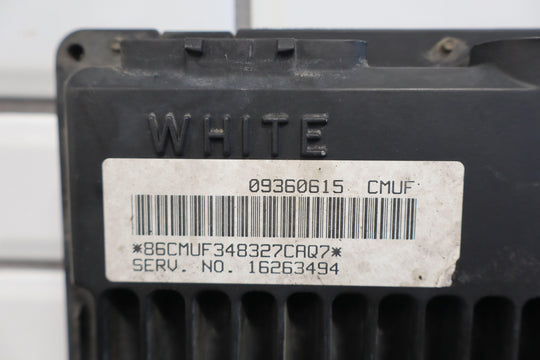 WHITE
09360615 CMUF
*86CMUF348327CAQ7*
SERV. NO. 16263494